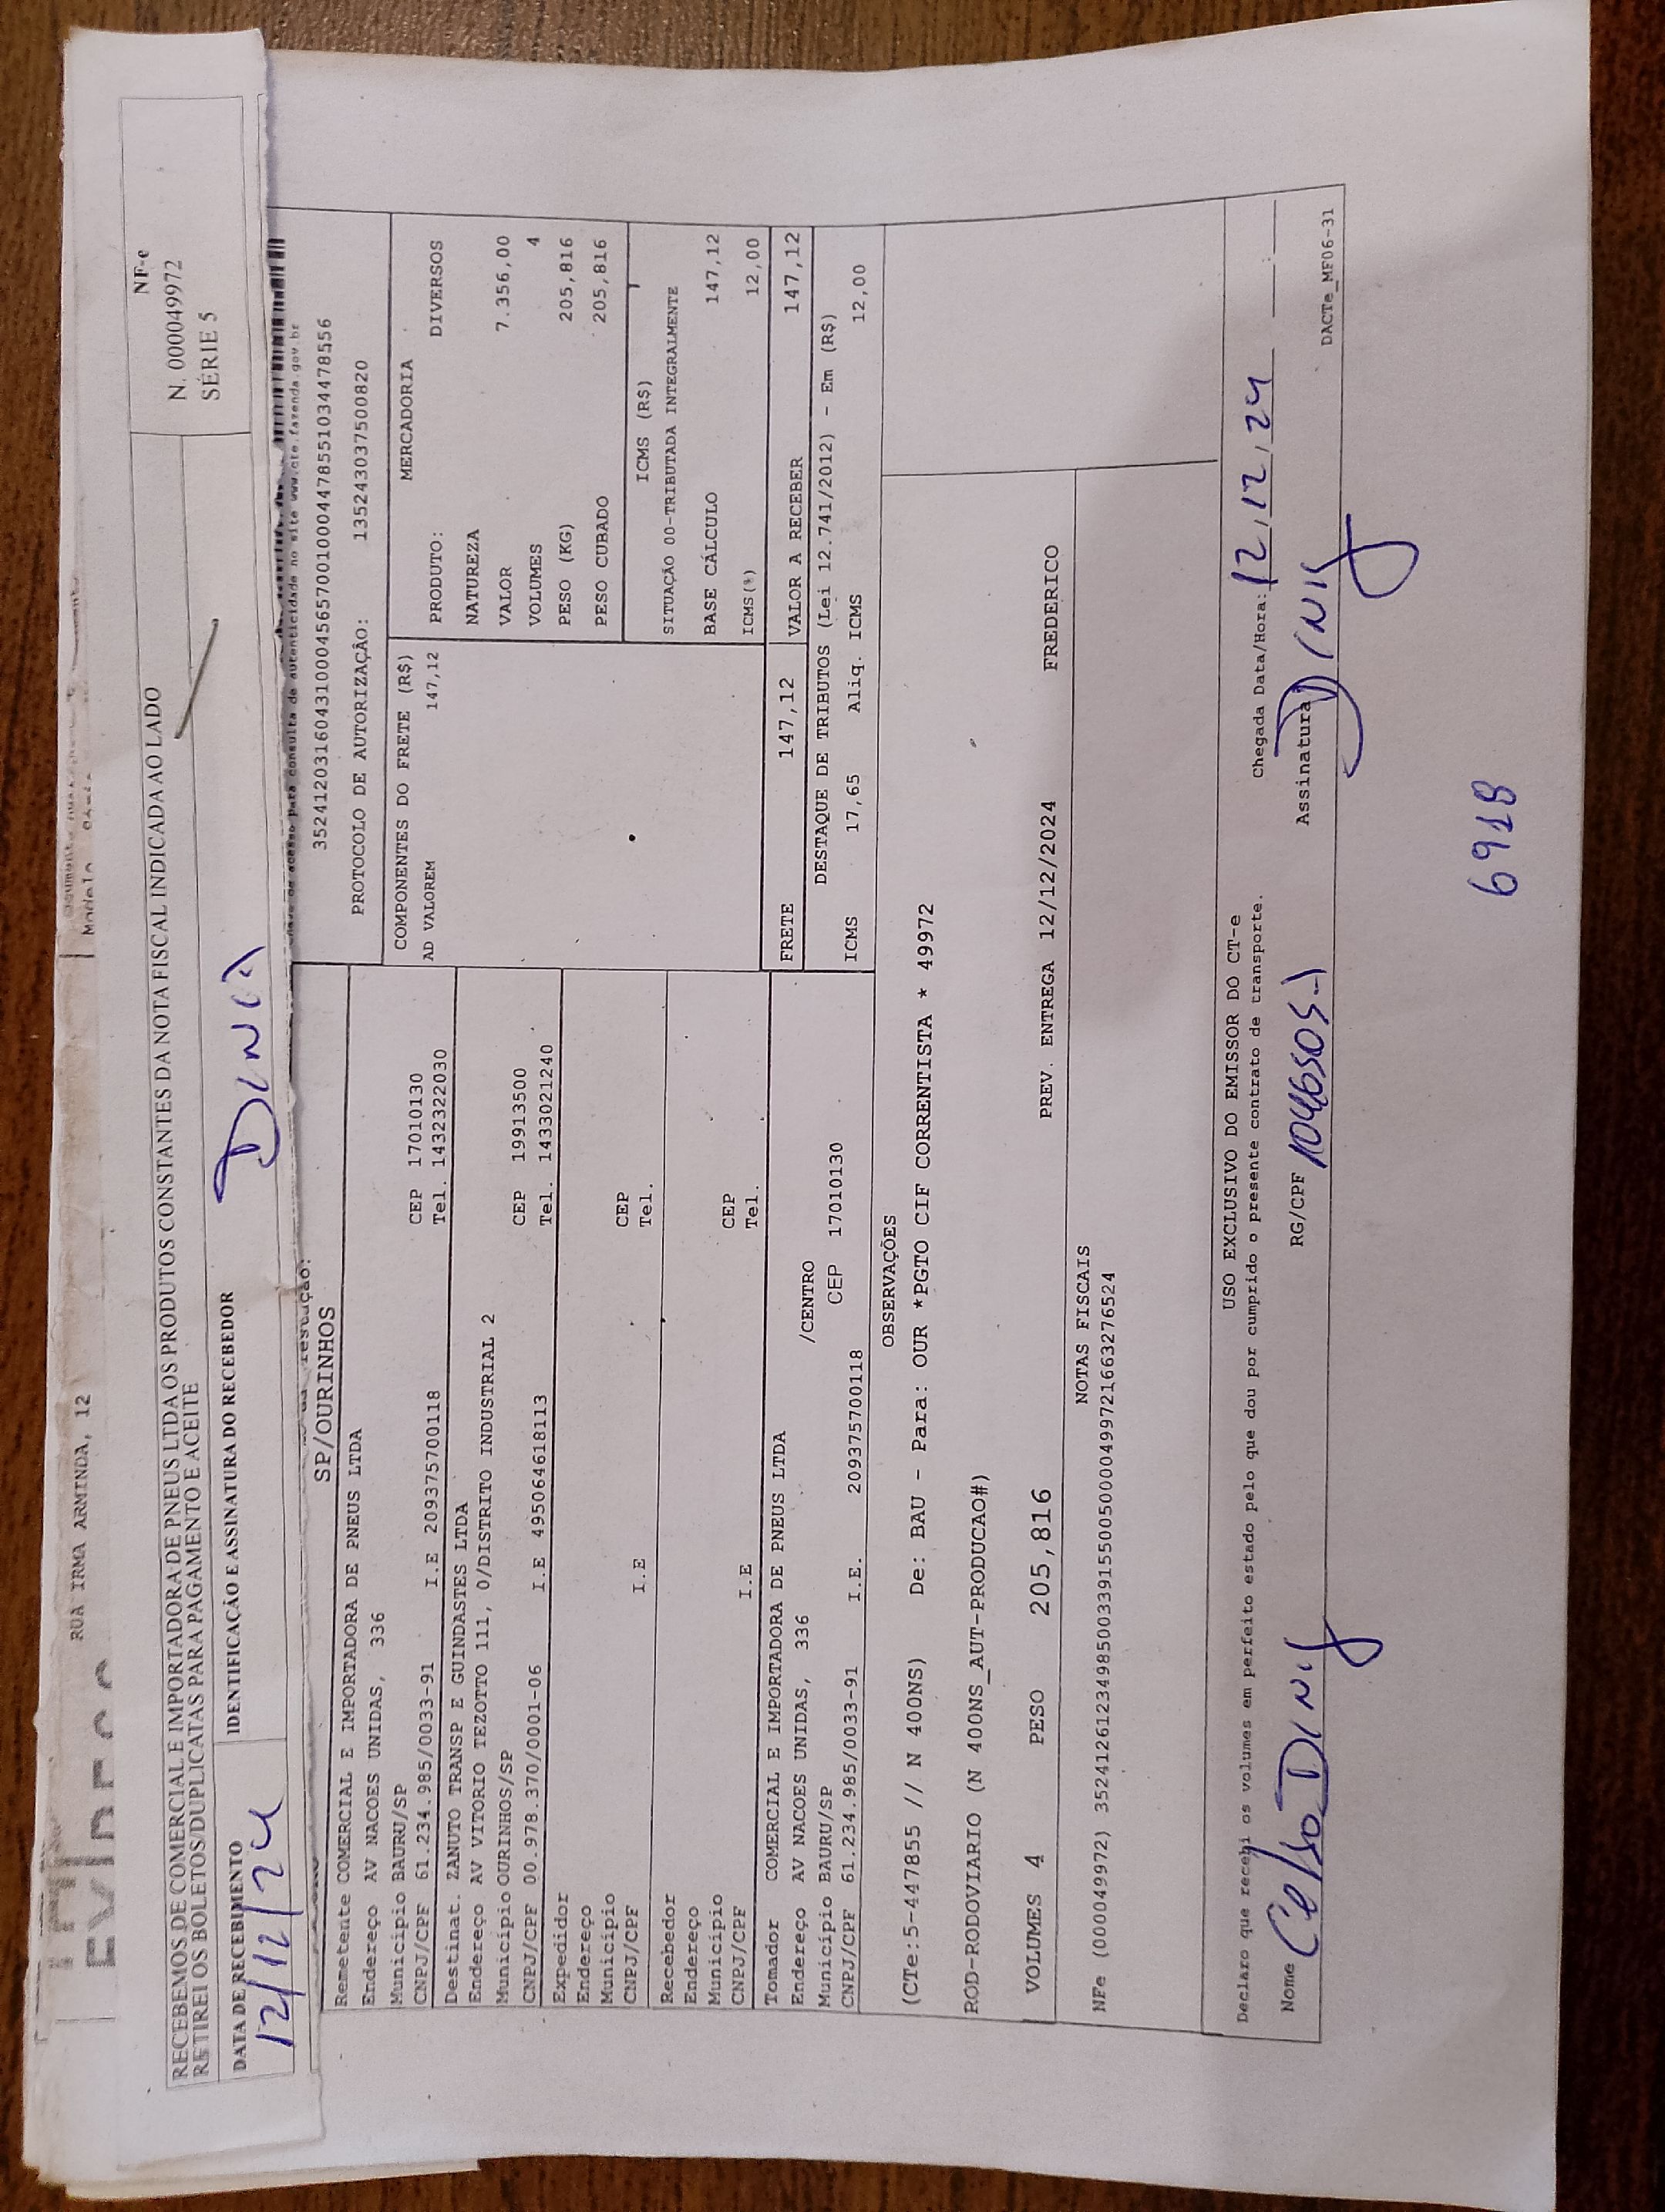 RUA IRMA ARMINDA, 12
RECEBEMOS DE COMERCIAL E IMPORTADORA DE PNEUS LTDA OS PRODUTOS CONSTANTES DA NOTA FISCAL INDICADA AO LADO
RETIREI OS BOLETOS/DUPLICATAS PARA PAGAMENTO E ACEITE
NF-e
N. 000049972
SÉRIE 5
DATA DE RECEBIMENTO
12/12/24
IDENTIFICAÇÃO E ASSINATURA DO RECEBEDOR
SP/OURINHOS
35241203160431000456570010004478551034478556
PROTOCOLO DE AUTORIZAÇÃO: 135243037500820
Remetente COMERCIAL E IMPORTADORA DE PNEUS LTDA
Endereço AV NACOES UNIDAS, 336
Município BAURU/SP CEP 17010130
CNPJ/CPF 61.234.985/0033-91 I.E 209375700118 Tel. 1432322030
Destinat. ZANUTO TRANSP E GUINDASTES LTDA
Endereço AV VITORIO TEZOTTO 111, 0/DISTRITO INDUSTRIAL 2
Município OURINHOS/SP CEP 19913500
CNPJ/CPF 00.978.370/0001-06 I.E 495064618113 Tel. 1433021240
Expedidor
Endereço
Município CEP
CNPJ/CPF I.E Tel.
Recebedor
Endereço
Município CEP
CNPJ/CPF I.E Tel.
Tomador COMERCIAL E IMPORTADORA DE PNEUS LTDA
Endereço AV NACOES UNIDAS, 336 /CENTRO
Município BAURU/SP CEP 17010130
CNPJ/CPF 61.234.985/0033-91 I.E. 209375700118
COMPONENTES DO FRETE (R$)
AD VALOREM 147,12
MERCADORIA
PRODUTO: DIVERSOS
NATUREZA
VALOR 7.356,00
VOLUMES 4
PESO (KG) 205,816
PESO CUBADO 205,816
ICMS (R$)
SITUAÇÃO 00-TRIBUTADA INTEGRALMENTE
BASE CÁLCULO 147,12
ICMS(%) 12,00
FRETE 147,12 VALOR A RECEBER 147,12
DESTAQUE DE TRIBUTOS (Lei 12.741/2012) - Em (R$)
ICMS 17,65 Aliq. ICMS 12,00
OBSERVAÇÕES
(CTe:5-447855 // N 400NS) De: BAU - Para: OUR *PGTO CIF CORRENTISTA * 49972
ROD-RODOVIARIO (N 400NS_AUT-PRODUCAO#)
VOLUMES 4 PESO 205,816 PREV. ENTREGA 12/12/2024 FREDERICO
NOTAS FISCAIS
NFe (000049972) 35241261234985003391550050000499721663276524
USO EXCLUSIVO DO EMISSOR DO CT-e
Declaro que recebi os volumes em perfeito estado pelo que dou por cumprido o presente contrato de transporte.
Chegada Data/Hora: 12/12/24
Nome Celso Diniz RG/CPF Assinatura Diniz
DACTe_MF06-31
6918